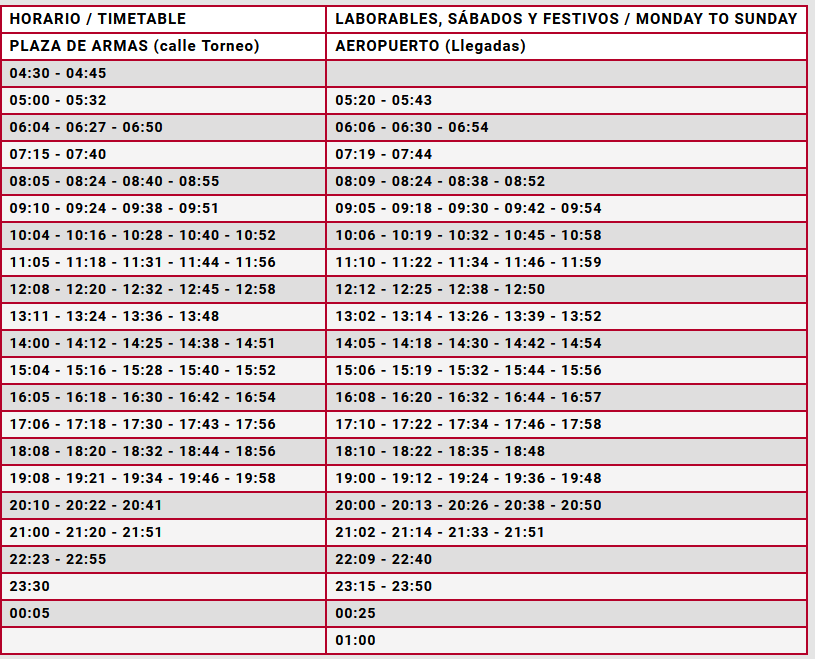 HORARIO / TIMETABLE LABORABLES, SÁBADOS Y FESTIVOS / MONDAY TO SUNDAY
PLAZA DE ARMAS (calle Torneo) AEROPUERTO (Llegadas)
04:30 - 04:45
05:00 - 05:32 05:20 - 05:43
06:04 - 06:27 - 06:50 06:06 - 06:30 - 06:54
07:15 - 07:40 07:19 - 07:44
08:05 - 08:24 - 08:40 - 08:55 08:09 - 08:24 - 08:38 - 08:52
09:10 - 09:24 - 09:38 - 09:51 09:05 - 09:18 - 09:30 - 09:42 - 09:54
10:04 - 10:16 - 10:28 - 10:40 - 10:52 10:06 - 10:19 - 10:32 - 10:45 - 10:58
11:05 - 11:18 - 11:31 - 11:44 - 11:56 11:10 - 11:22 - 11:34 - 11:46 - 11:59
12:08 - 12:20 - 12:32 - 12:45 - 12:58 12:12 - 12:25 - 12:38 - 12:50
13:11 - 13:24 - 13:36 - 13:48 13:02 - 13:14 - 13:26 - 13:39 - 13:52
14:00 - 14:12 - 14:25 - 14:38 - 14:51 14:05 - 14:18 - 14:30 - 14:42 - 14:54
15:04 - 15:16 - 15:28 - 15:40 - 15:52 15:06 - 15:19 - 15:32 - 15:44 - 15:56
16:05 - 16:18 - 16:30 - 16:42 - 16:54 16:08 - 16:20 - 16:32 - 16:44 - 16:57
17:06 - 17:18 - 17:30 - 17:43 - 17:56 17:10 - 17:22 - 17:34 - 17:46 - 17:58
18:08 - 18:20 - 18:32 - 18:44 - 18:56 18:10 - 18:22 - 18:35 - 18:48
19:08 - 19:21 - 19:34 - 19:46 - 19:58 19:00 - 19:12 - 19:24 - 19:36 - 19:48
20:10 - 20:22 - 20:41 20:00 - 20:13 - 20:26 - 20:38 - 20:50
21:00 - 21:20 - 21:51 21:02 - 21:14 - 21:33 - 21:51
22:23 - 22:55 22:09 - 22:40
23:30 23:15 - 23:50
00:05 00:25
01:00